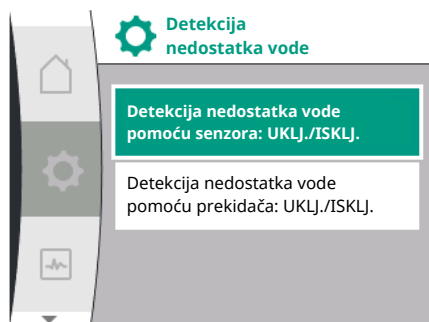 Detekcija
nedostatka vode
Detekcija nedostatka vode
pomoću senzora: UKLJ./ISKLJ.
Detekcija nedostatka vode
pomoću prekidača: UKLJ./ISKLJ.